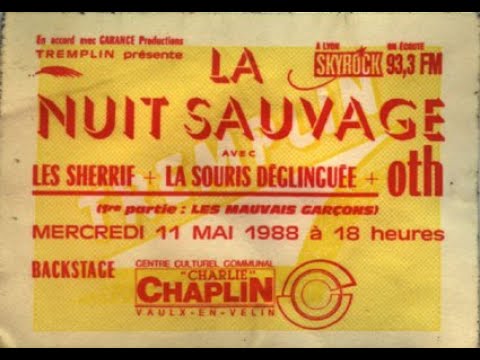 En accord avec GARANCE Productions
TREMPLIN présente
A LYON
ON ÉCOUTE
SKYROCK 93,3 FM
LA
NUIT SAUVAGE
AVEC
LES SHERRIF + LA SOURIS DÉGLINGUÉE + oth
(1re partie : LES MAUVAIS GARÇONS)
MERCREDI 11 MAI 1988 à 18 heures
BACKSTAGE
CENTRE CULTUREL COMMUNAL
"CHARLIE"
CHAPLIN
VAULX-EN-VELIN
TREMPLIN